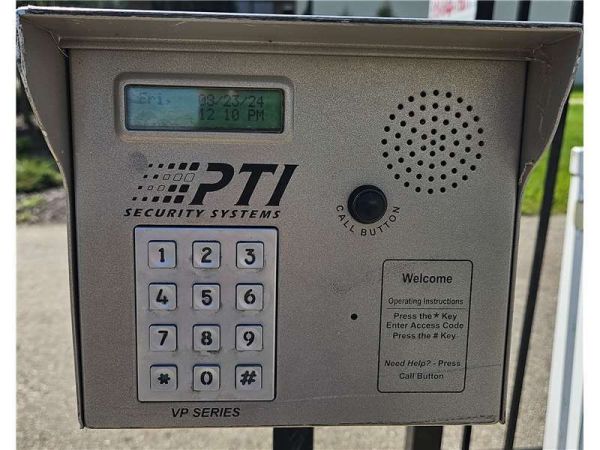 Fri, 08/23/24
12 10 PM
PTI
SECURITY SYSTEMS
CALL BUTTON
1 2 3
4 5 6
7 8 9
* 0 #
VP SERIES
Welcome
Operating Instructions
Press the * Key
Enter Access Code
Press the # Key
Need Help? - Press
Call Button